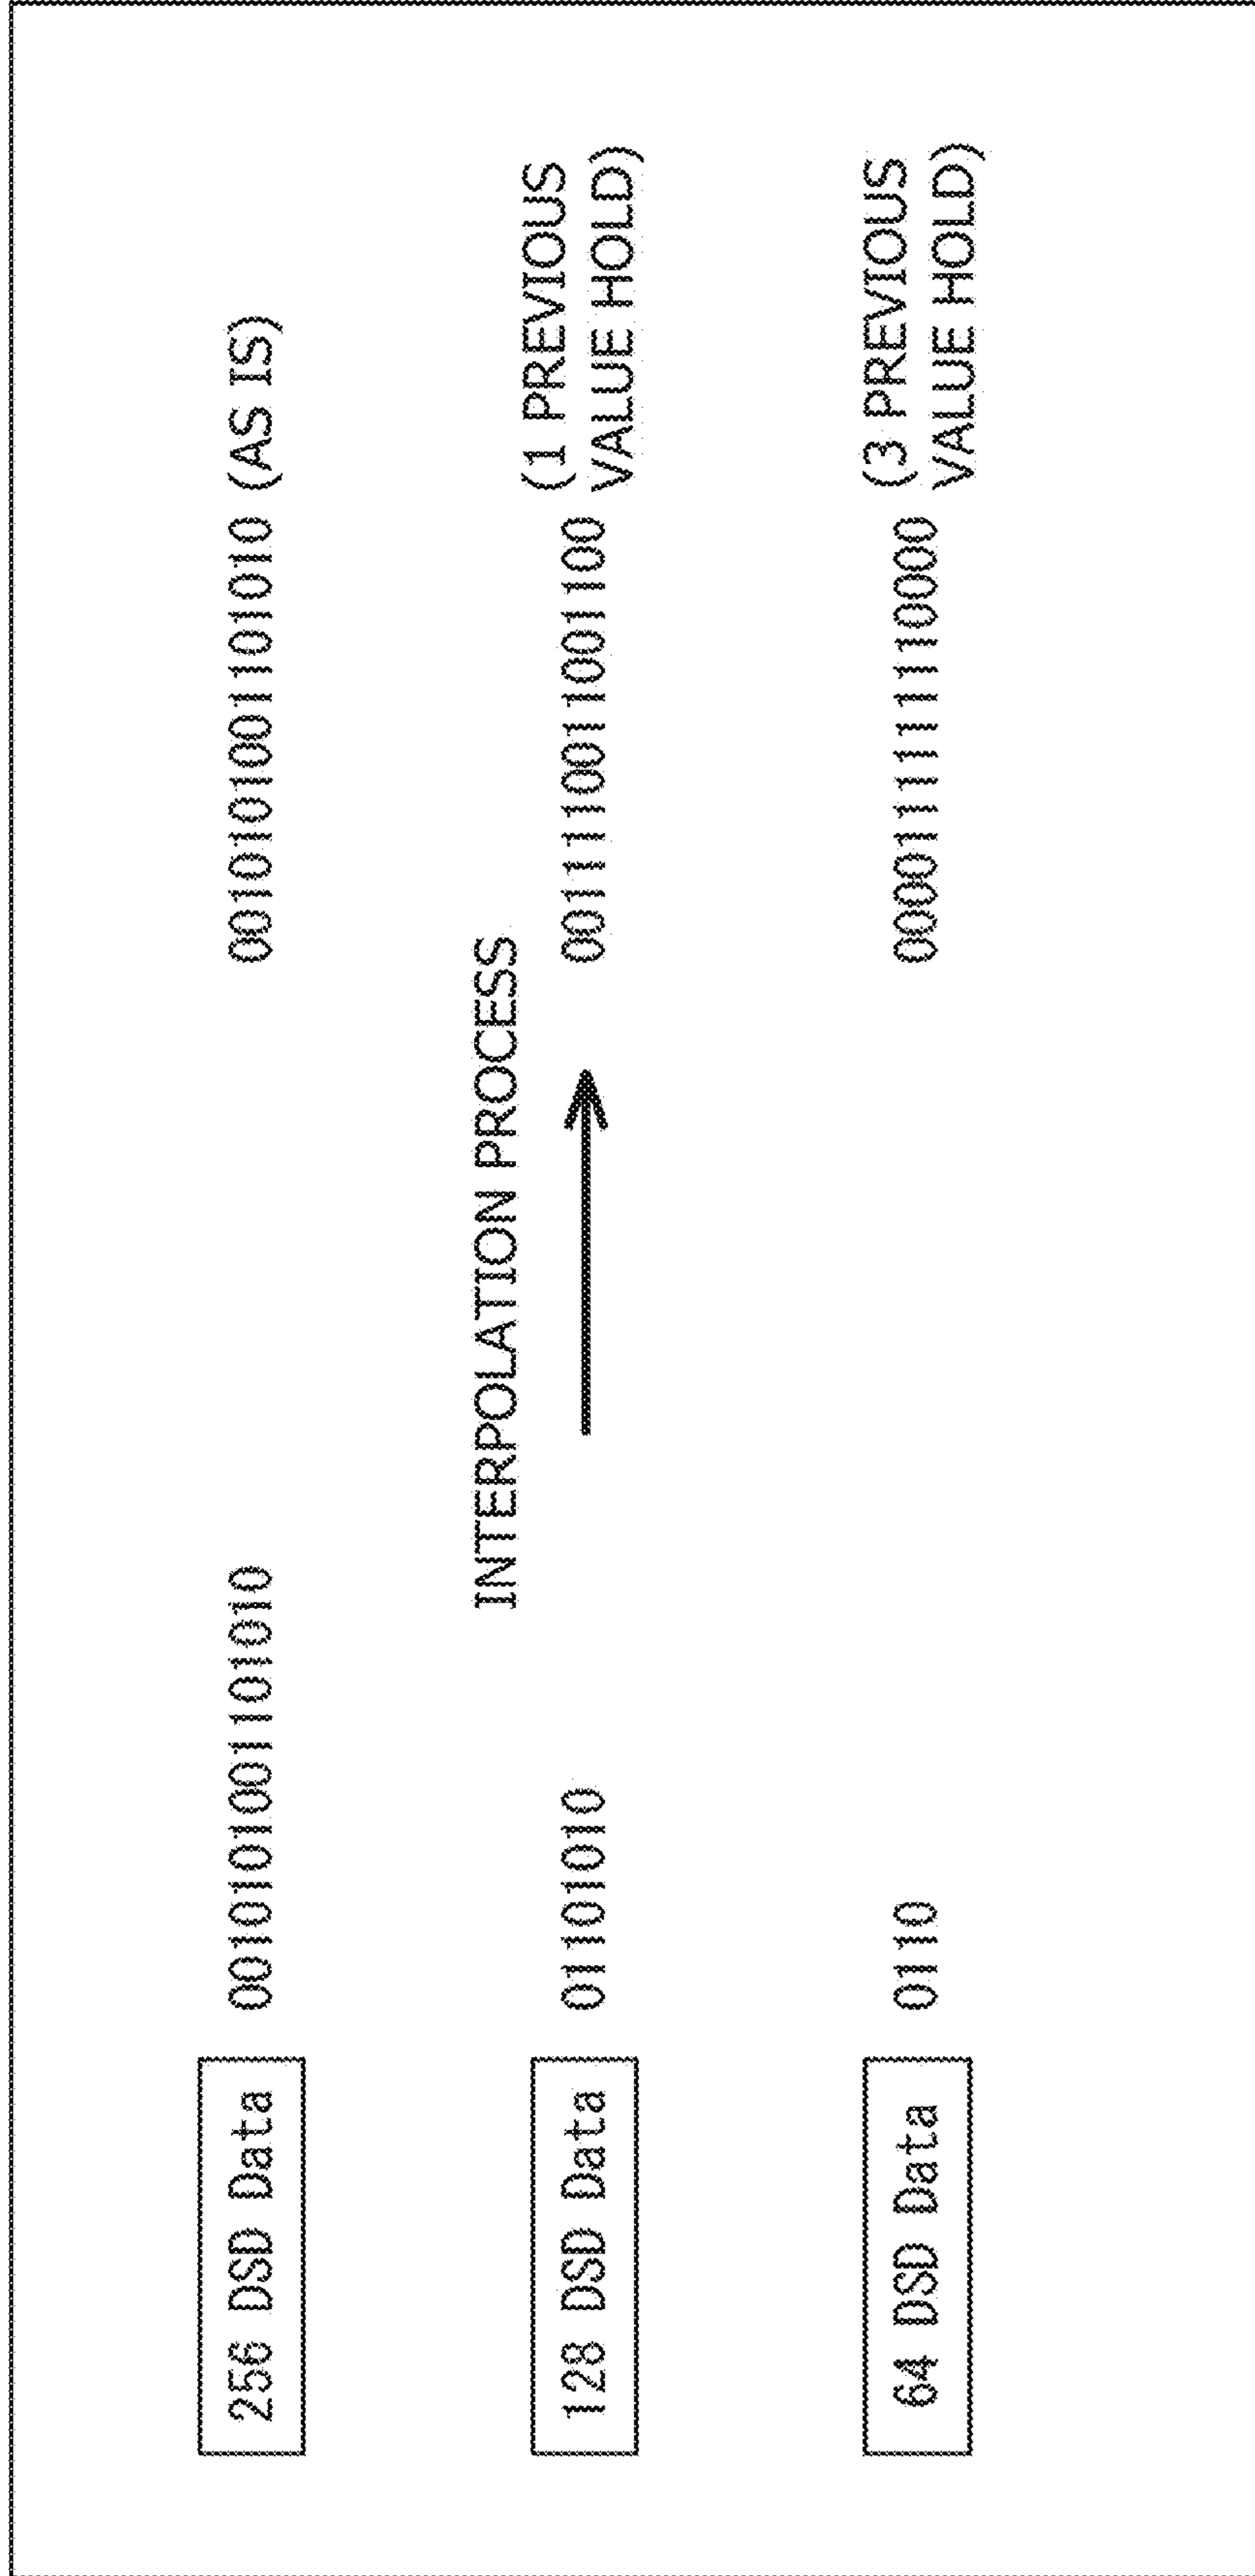 256 DSD Data 0010101001101010 0010101001101010 (AS IS)
INTERPOLATION PROCESS
128 DSD Data 01101010 0011110011001100 (1 PREVIOUS
VALUE HOLD)
64 DSD Data 0110 0000111111110000 (3 PREVIOUS
VALUE HOLD)